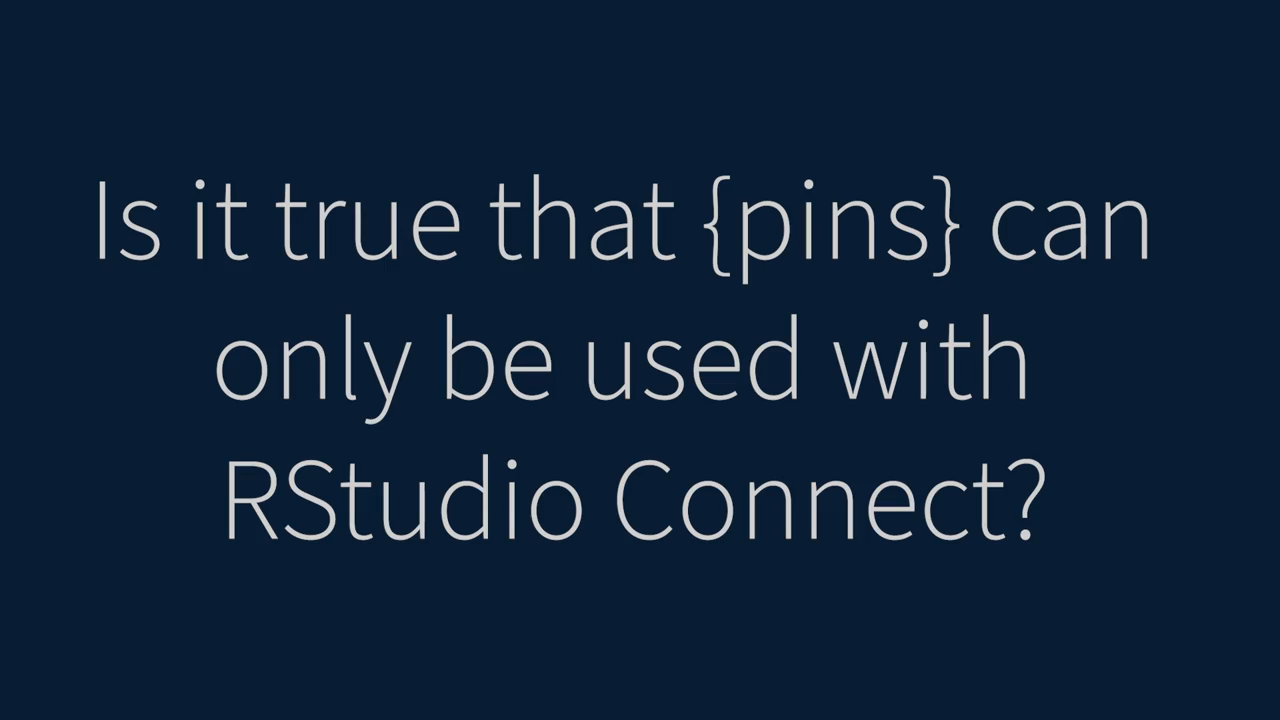 Is it true that {pins} can
only be used with
RStudio Connect?